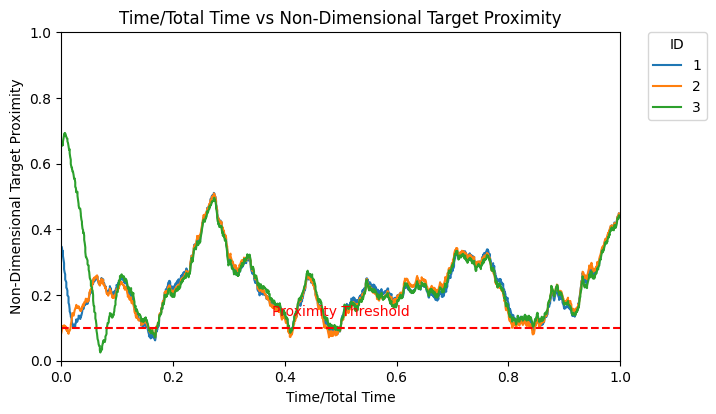 Time/Total Time vs Non-Dimensional Target Proximity
ID
1
2
3
Non-Dimensional Target Proximity
1.0
0.8
0.6
0.4
0.2
0.0
Proximity Threshold
0.0 0.2 0.4 0.6 0.8 1.0
Time/Total Time